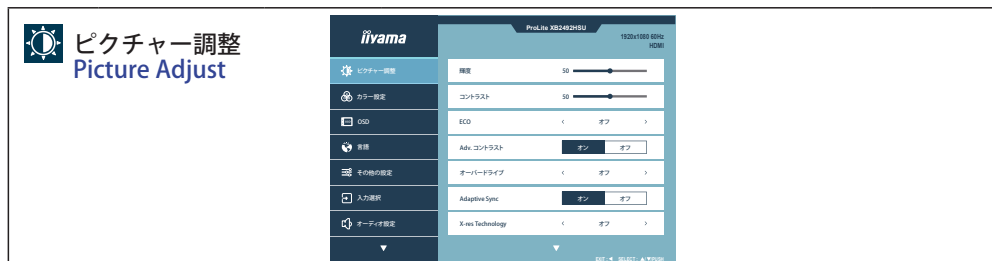 ピクチャー調整
Picture Adjust
iiyama
ProLite XB2492HSU
1920x1080 60Hz
HDMI
ピクチャー調整
カラー設定
OSD
言語
その他の設定
入力選択
オーディオ設定
輝度 50
コントラスト 50
ECO オフ
Adv. コントラスト オン オフ
オーバードライブ オフ
Adaptive Sync オン オフ
X-res Technology オフ
EXIT : ◀ SELECT : ▲/▼/PUSH